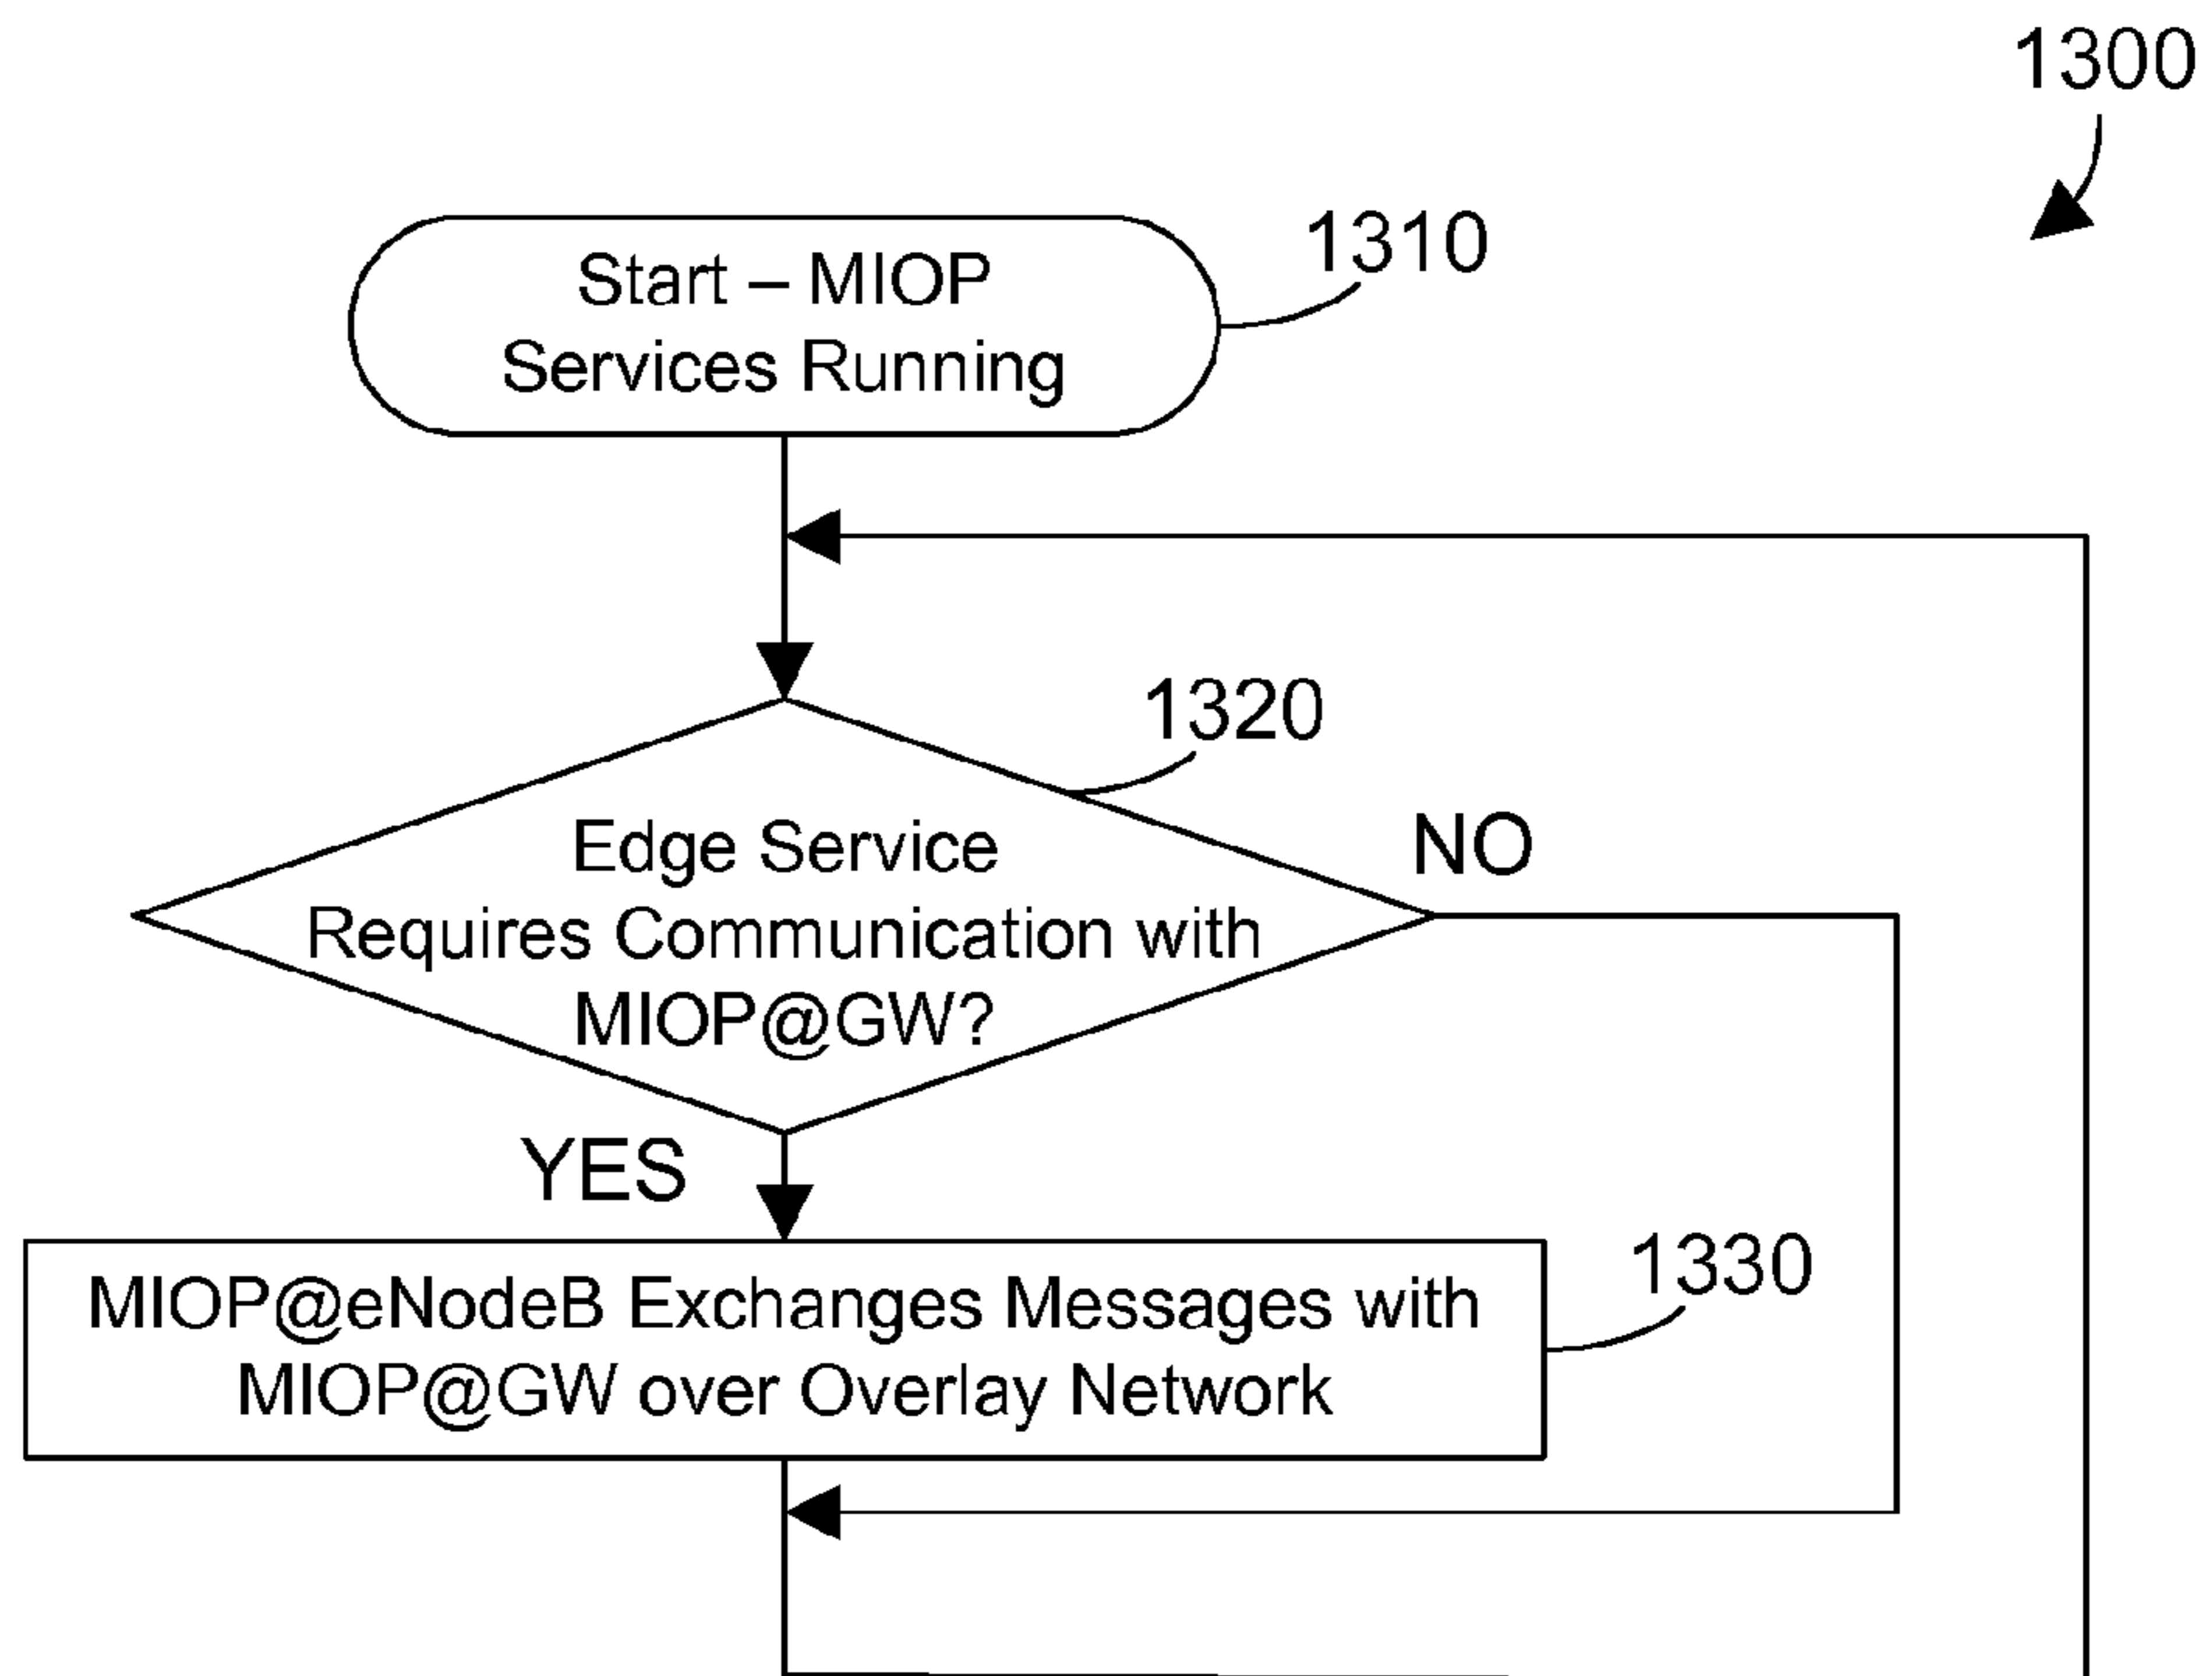 1300
1310
Start – MIOP
Services Running
1320
Edge Service
Requires Communication with
MIOP@GW?
NO
YES
1330
MIOP@eNodeB Exchanges Messages with
MIOP@GW over Overlay Network